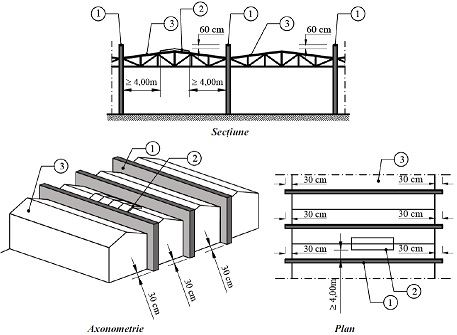 1 3 2 1 3 1
60 cm 60 cm
≥ 4,00m ≥ 4,00m
Secțiune
3 1 2
30 cm 30 cm 30 cm
Axonometrie
3
30 cm 30 cm
30 cm 30 cm
30 cm 30 cm
≥ 4,00m 1 2
Plan